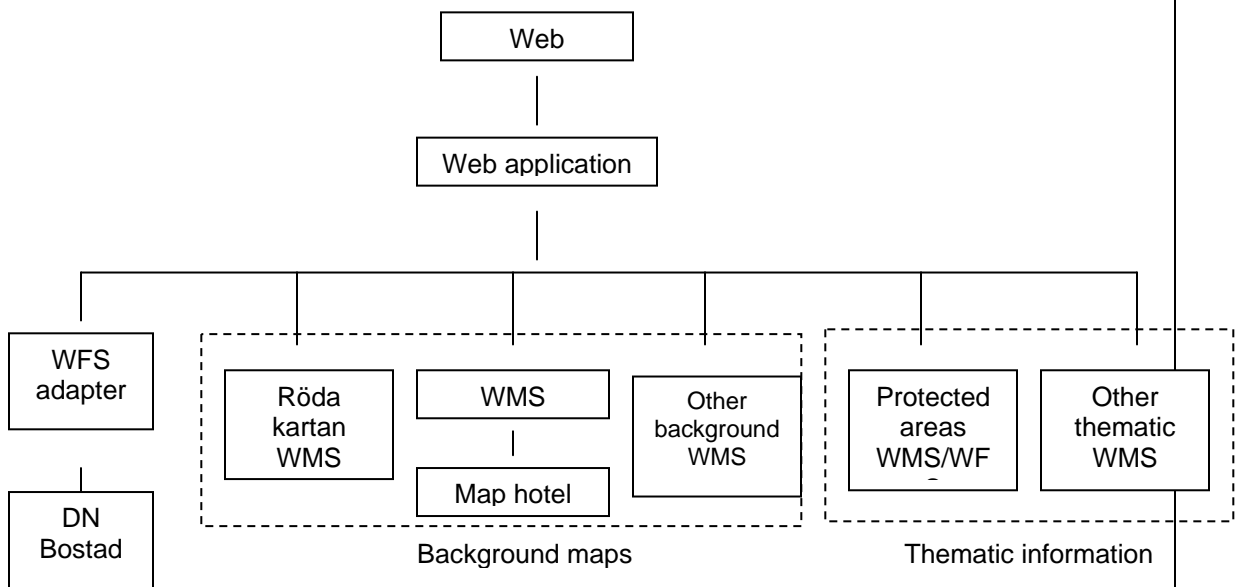 Web
Web application
WFS
adapter
DN
Bostad
Röda
kartan
WMS
WMS
Map hotel
Other
background
WMS
Background maps
Protected
areas
WMS/WF
Other
thematic
WMS
Thematic information